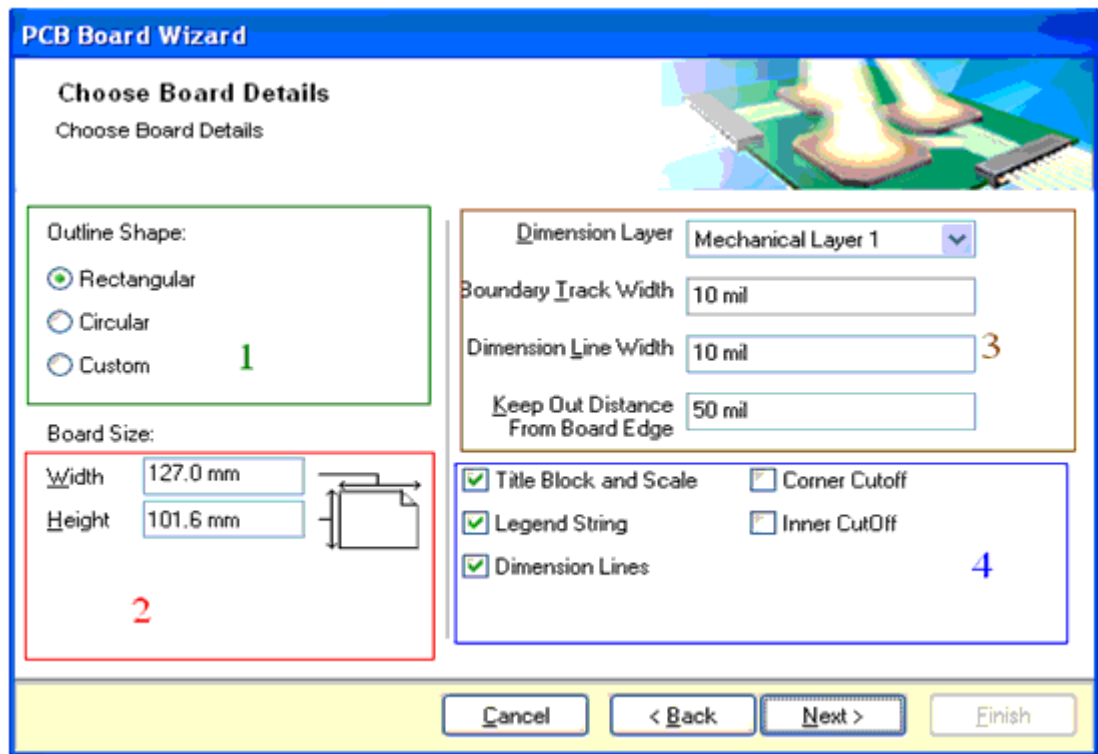 PCB Board Wizard
Choose Board Details
Choose Board Details
Outline Shape:
Rectangular
Circular
Custom
1
Board Size:
Width 127.0 mm
Height 101.6 mm
2
Dimension Layer Mechanical Layer 1
Boundary Track Width 10 mil
Dimension Line Width 10 mil
3
Keep Out Distance
From Board Edge 50 mil
Title Block and Scale Corner Cutoff
Legend String Inner CutOff
Dimension Lines
4
Cancel < Back Next > Finish